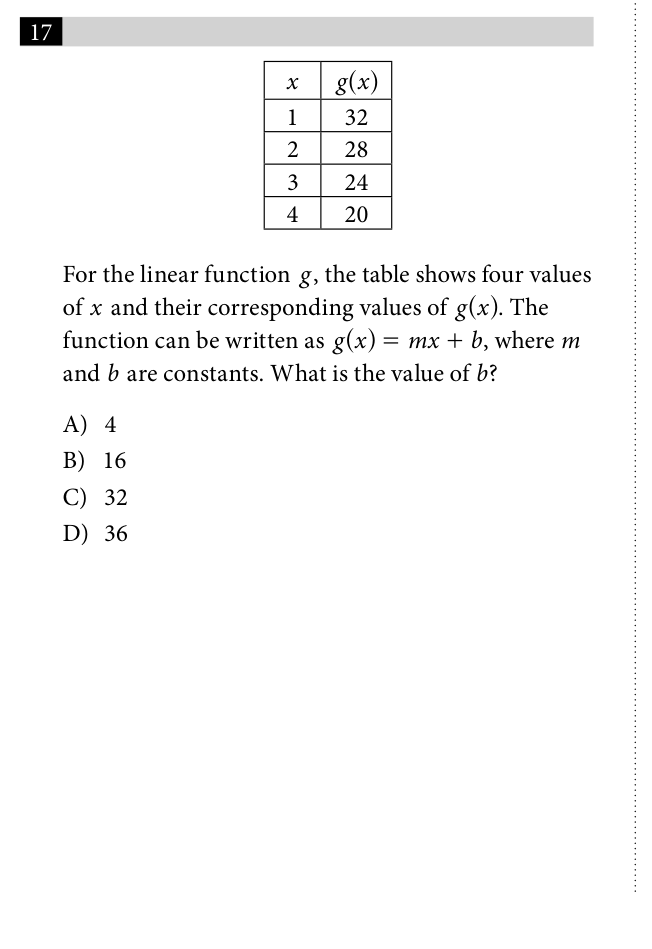 17
x g(x)
1 32
2 28
3 24
4 20
For the linear function g, the table shows four values
of x and their corresponding values of g(x). The
function can be written as g(x) = mx + b, where m
and b are constants. What is the value of b?
A) 4
B) 16
C) 32
D) 36